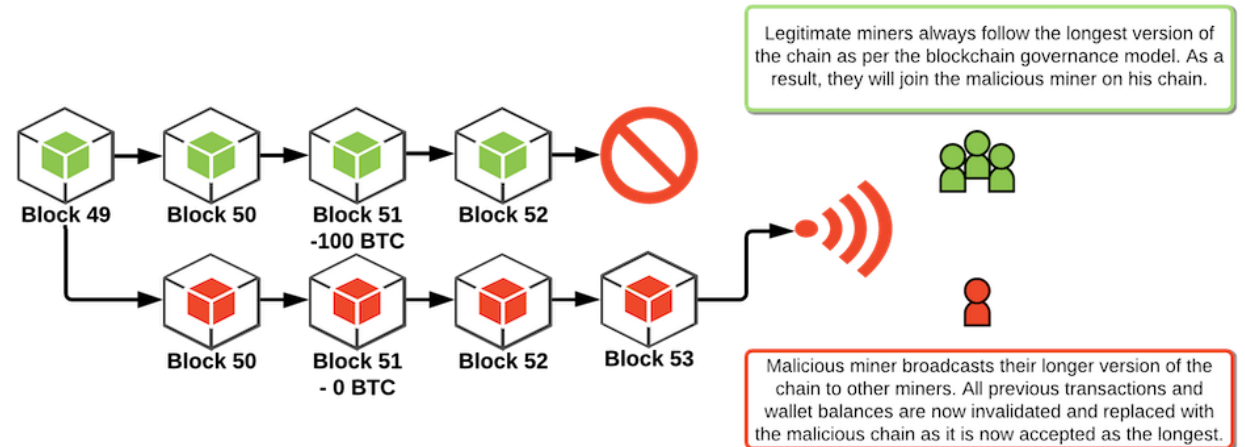 Legitimate miners always follow the longest version of
the chain as per the blockchain governance model. As a
result, they will join the malicious miner on his chain.
Block 49
Block 50
Block 51
-100 BTC
Block 52
Block 50
Block 51
- 0 BTC
Block 52
Block 53
Malicious miner broadcasts their longer version of the
chain to other miners. All previous transactions and
wallet balances are now invalidated and replaced with
the malicious chain as it is now accepted as the longest.